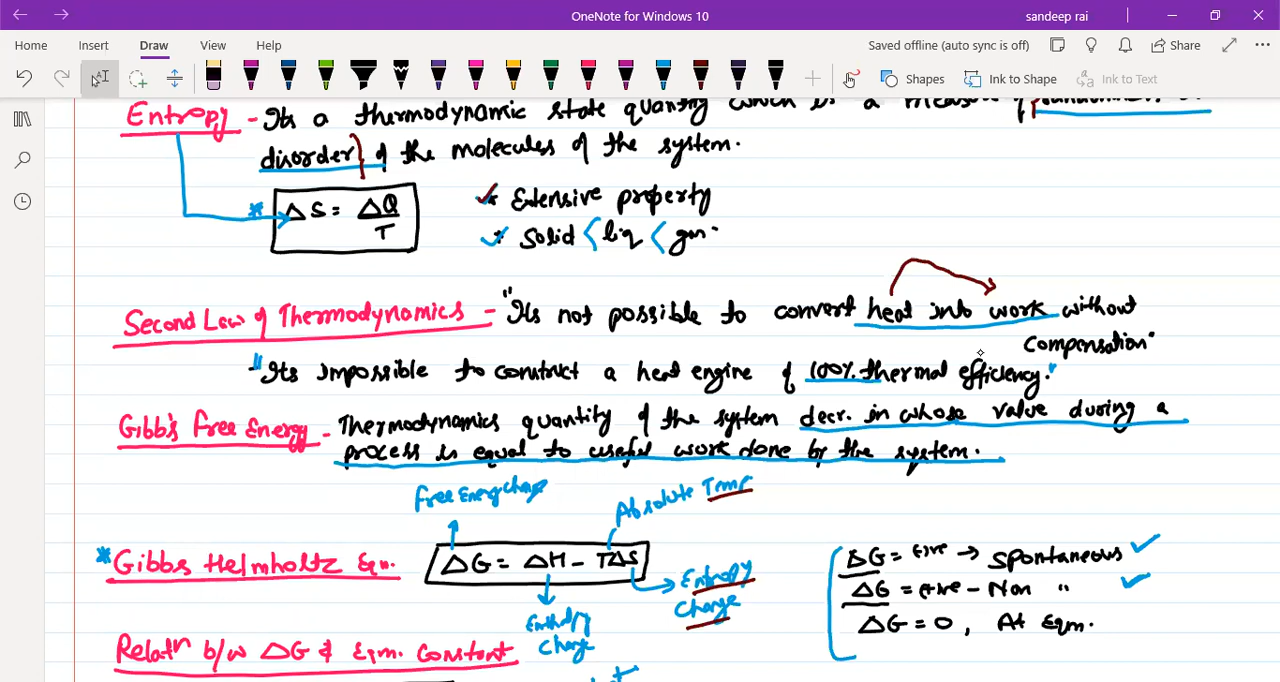 OneNote for Windows 10
sandeep rai
Home Insert Draw View Help
Saved offline (auto sync is off)
Share
Shapes
Ink to Shape
Ink to Text
Entropy - Its a thermodynamic state quantity which is a measure of
disorder} of the molecules of the system.
* ΔS = ΔQ/T
* Extensive property
* Solid < liq < gas.
Second Law of Thermodynamics - "Its not possible to convert heat into work without
compensation"
- "Its impossible to construct a heat engine of 100% thermal efficiency."
Gibb's Free Energy - Thermodynamics quantity of the system decr. in whose value during a
process is equal to useful work done by the system.
Free Energy Change
Absolute Temp
* Gibbs Helmholtz Eqn.
ΔG = ΔH - TΔS
Entropy Change
Enthalpy Change
ΔG = -ive → Spontaneous
ΔG = +ive - Non "
ΔG = 0, At Eqm.
Relatn b/w ΔG & Eqm. Constant